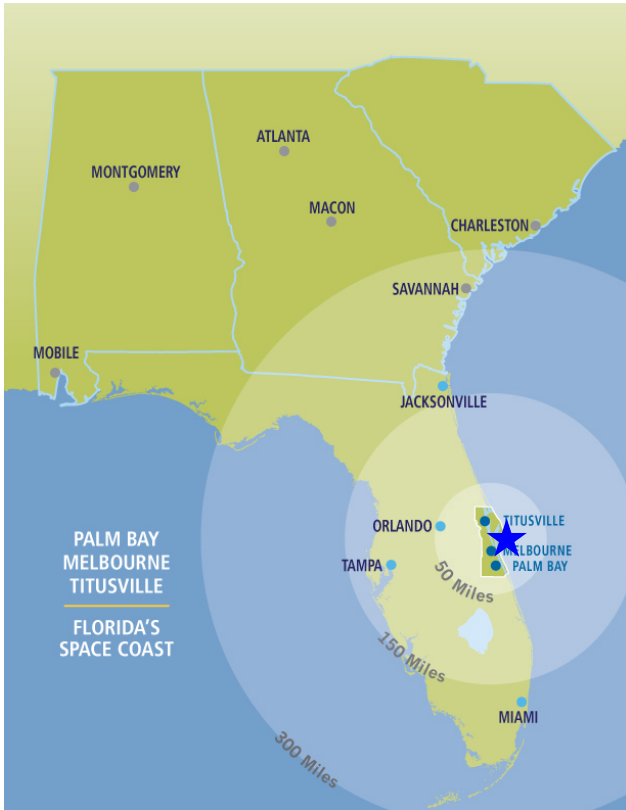 ATLANTA
MONTGOMERY
MACON
CHARLESTON
SAVANNAH
MOBILE
JACKSONVILLE
PALM BAY
MELBOURNE
TITUSVILLE
FLORIDA'S
SPACE COAST
ORLANDO
TITUSVILLE
MELBOURNE
TAMPA
PALM BAY
50 Miles
150 Miles
MIAMI
300 Miles